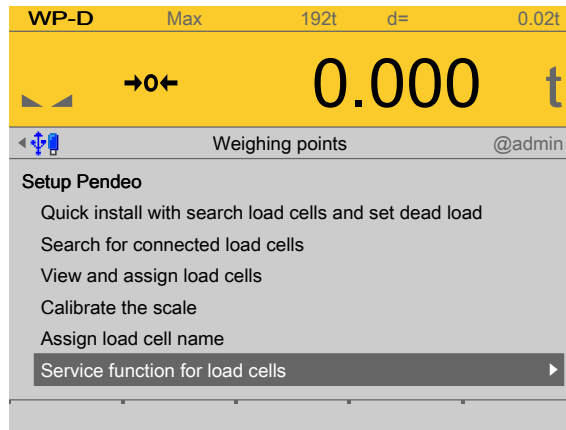 WP-D Max 192t d= 0.02t
→0← 0.000 t
Weighing points @admin
Setup Pendeo
Quick install with search load cells and set dead load
Search for connected load cells
View and assign load cells
Calibrate the scale
Assign load cell name
Service function for load cells